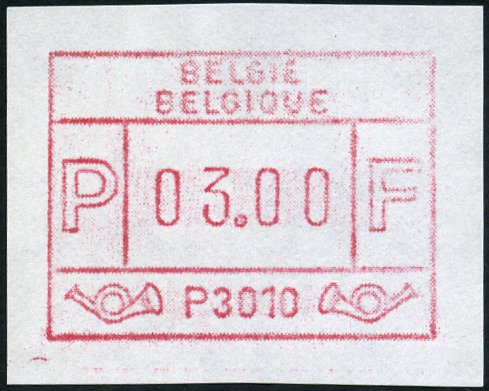 BELGIË
BELGIQUE
P 03.00 F
P3010